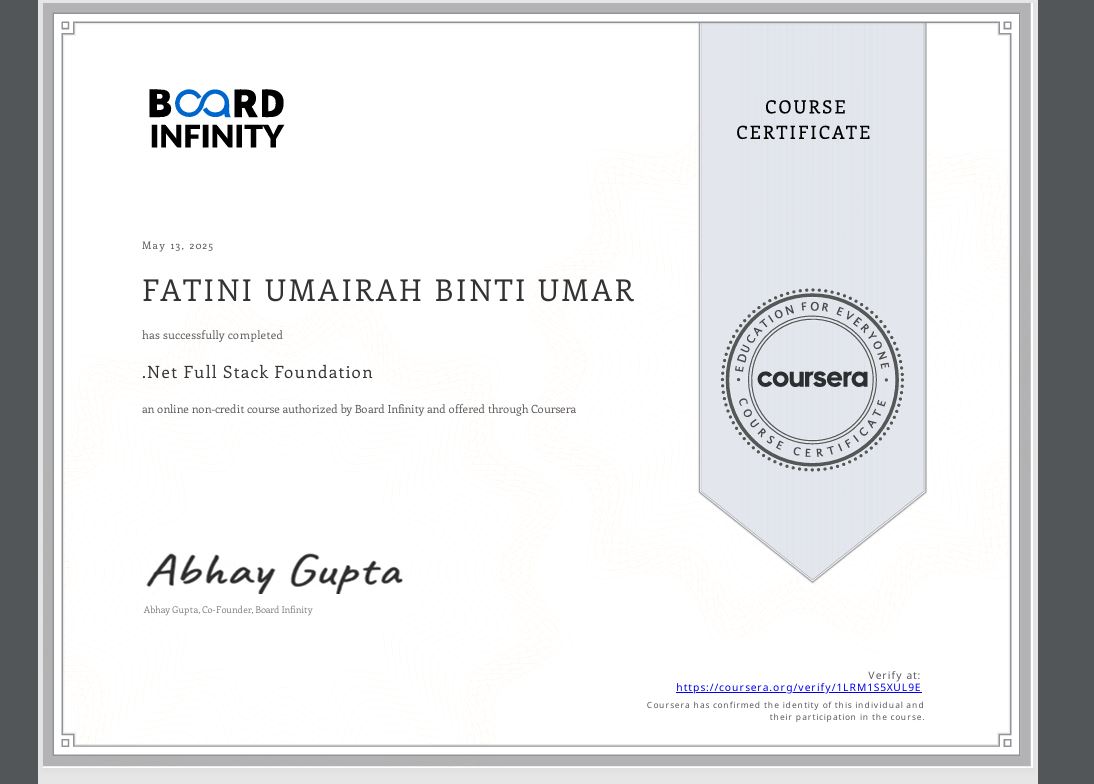 BOARD
INFINITY
COURSE
CERTIFICATE
May 13, 2025
FATINI UMAIRAH BINTI UMAR
has successfully completed
.Net Full Stack Foundation
an online non-credit course authorized by Board Infinity and offered through Coursera
EDUCATION FOR EVERYONE
coursera
COURSE CERTIFICATE
Abhay Gupta
Abhay Gupta, Co-Founder, Board Infinity
Verify at:
https://coursera.org/verify/1LRM1S5XUL9E
Coursera has confirmed the identity of this individual and
their participation in the course.